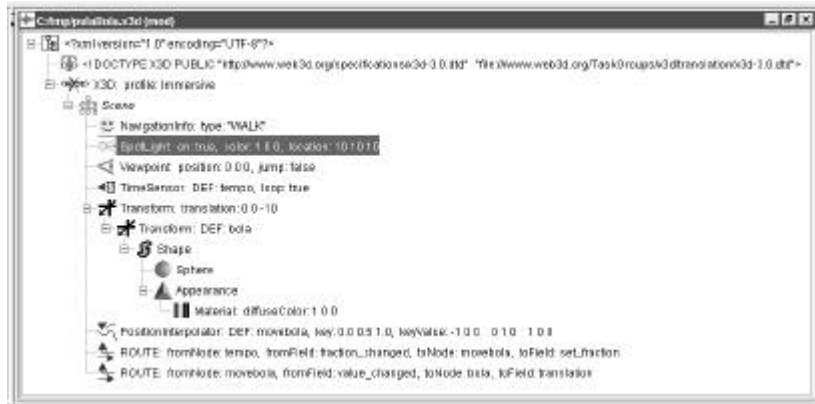 C:/tmp/pulaBola.x3d (mod)
<?xml version="1.0" encoding="UTF-8"?>
<!DOCTYPE X3D PUBLIC "http://www.web3d.org/specifications/x3d-3.0.dtd" "file://www.web3d.org/TaskGroups/x3dtranslation/x3d-3.0.dtd">
X3D: profile: Immersive
Scene
NavigationInfo: type: "WALK"
SpotLight: on: true, color: 1 0 0, location: 10 10 10
Viewpoint: position: 0 0 0, jump: false
TimeSensor: DEF: tempo, loop: true
Transform: translation: 0 0 -10
Transform: DEF: bola
Shape
Sphere
Appearance
Material: diffuseColor: 1 0 0
PositionInterpolator: DEF: movebola, key: 0.0 0.5 1.0, keyValue: -1 0 0 0 1 0 1 0 0
ROUTE: fromNode: tempo, fromField: fraction_changed, toNode: movebola, toField: set_fraction
ROUTE: fromNode: movebola, fromField: value_changed, toNode: bola, toField: translation